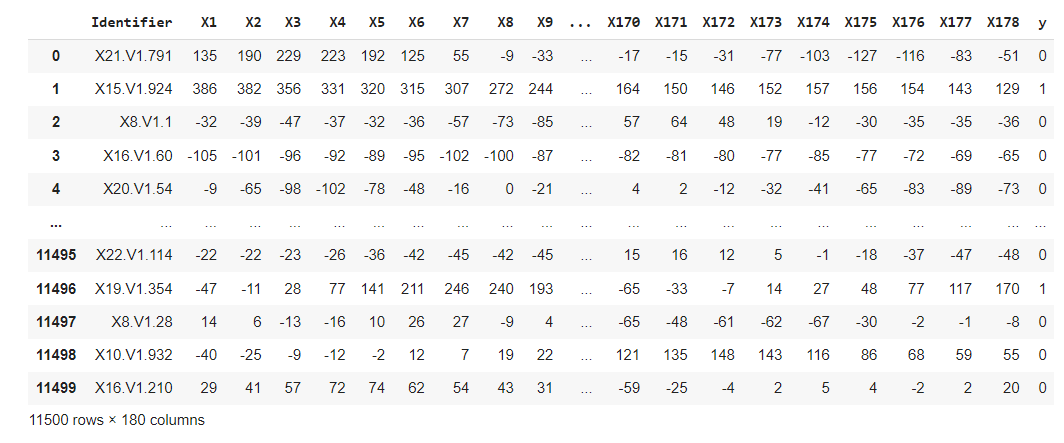 Identifier X1 X2 X3 X4 X5 X6 X7 X8 X9 ... X170 X171 X172 X173 X174 X175 X176 X177 X178 y
0 X21.V1.791 135 190 229 223 192 125 55 -9 -33 ... -17 -15 -31 -77 -103 -127 -116 -83 -51 0
1 X15.V1.924 386 382 356 331 320 315 307 272 244 ... 164 150 146 152 157 156 154 143 129 1
2 X8.V1.1 -32 -39 -47 -37 -32 -36 -57 -73 -85 ... 57 64 48 19 -12 -30 -35 -35 -36 0
3 X16.V1.60 -105 -101 -96 -92 -89 -95 -102 -100 -87 ... -82 -81 -80 -77 -85 -77 -72 -69 -65 0
4 X20.V1.54 -9 -65 -98 -102 -78 -48 -16 0 -21 ... 4 2 -12 -32 -41 -65 -83 -89 -73 0
... ... ... ... ... ... ... ... ... ... ... ... ... ... ... ... ... ... ... ... ... ...
11495 X22.V1.114 -22 -22 -23 -26 -36 -42 -45 -42 -45 ... 15 16 12 5 -1 -18 -37 -47 -48 0
11496 X19.V1.354 -47 -11 28 77 141 211 246 240 193 ... -65 -33 -7 14 27 48 77 117 170 1
11497 X8.V1.28 14 6 -13 -16 10 26 27 -9 4 ... -65 -48 -61 -62 -67 -30 -2 -1 -8 0
11498 X10.V1.932 -40 -25 -9 -12 -2 12 7 19 22 ... 121 135 148 143 116 86 68 59 55 0
11499 X16.V1.210 29 41 57 72 74 62 54 43 31 ... -59 -25 -4 2 5 4 -2 2 20 0
11500 rows × 180 columns